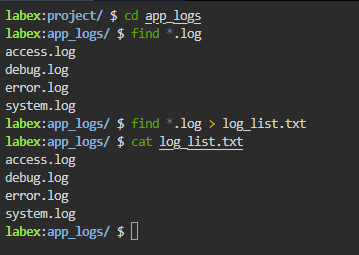 labex:project/ $ cd app_logs
labex:app_logs/ $ find *.log
access.log
debug.log
error.log
system.log
labex:app_logs/ $ find *.log > log_list.txt
labex:app_logs/ $ cat log_list.txt
access.log
debug.log
error.log
system.log
labex:app_logs/ $